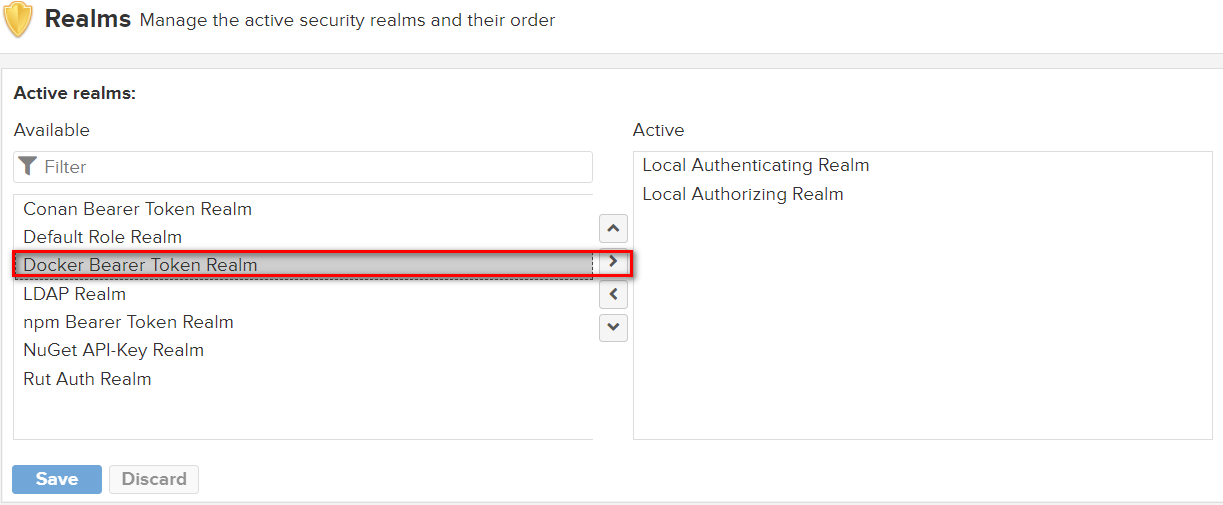 Realms Manage the active security realms and their order
Active realms:
Available
Filter
Conan Bearer Token Realm
Default Role Realm
Docker Bearer Token Realm
LDAP Realm
npm Bearer Token Realm
NuGet API-Key Realm
Rut Auth Realm
Active
Local Authenticating Realm
Local Authorizing Realm
Save Discard